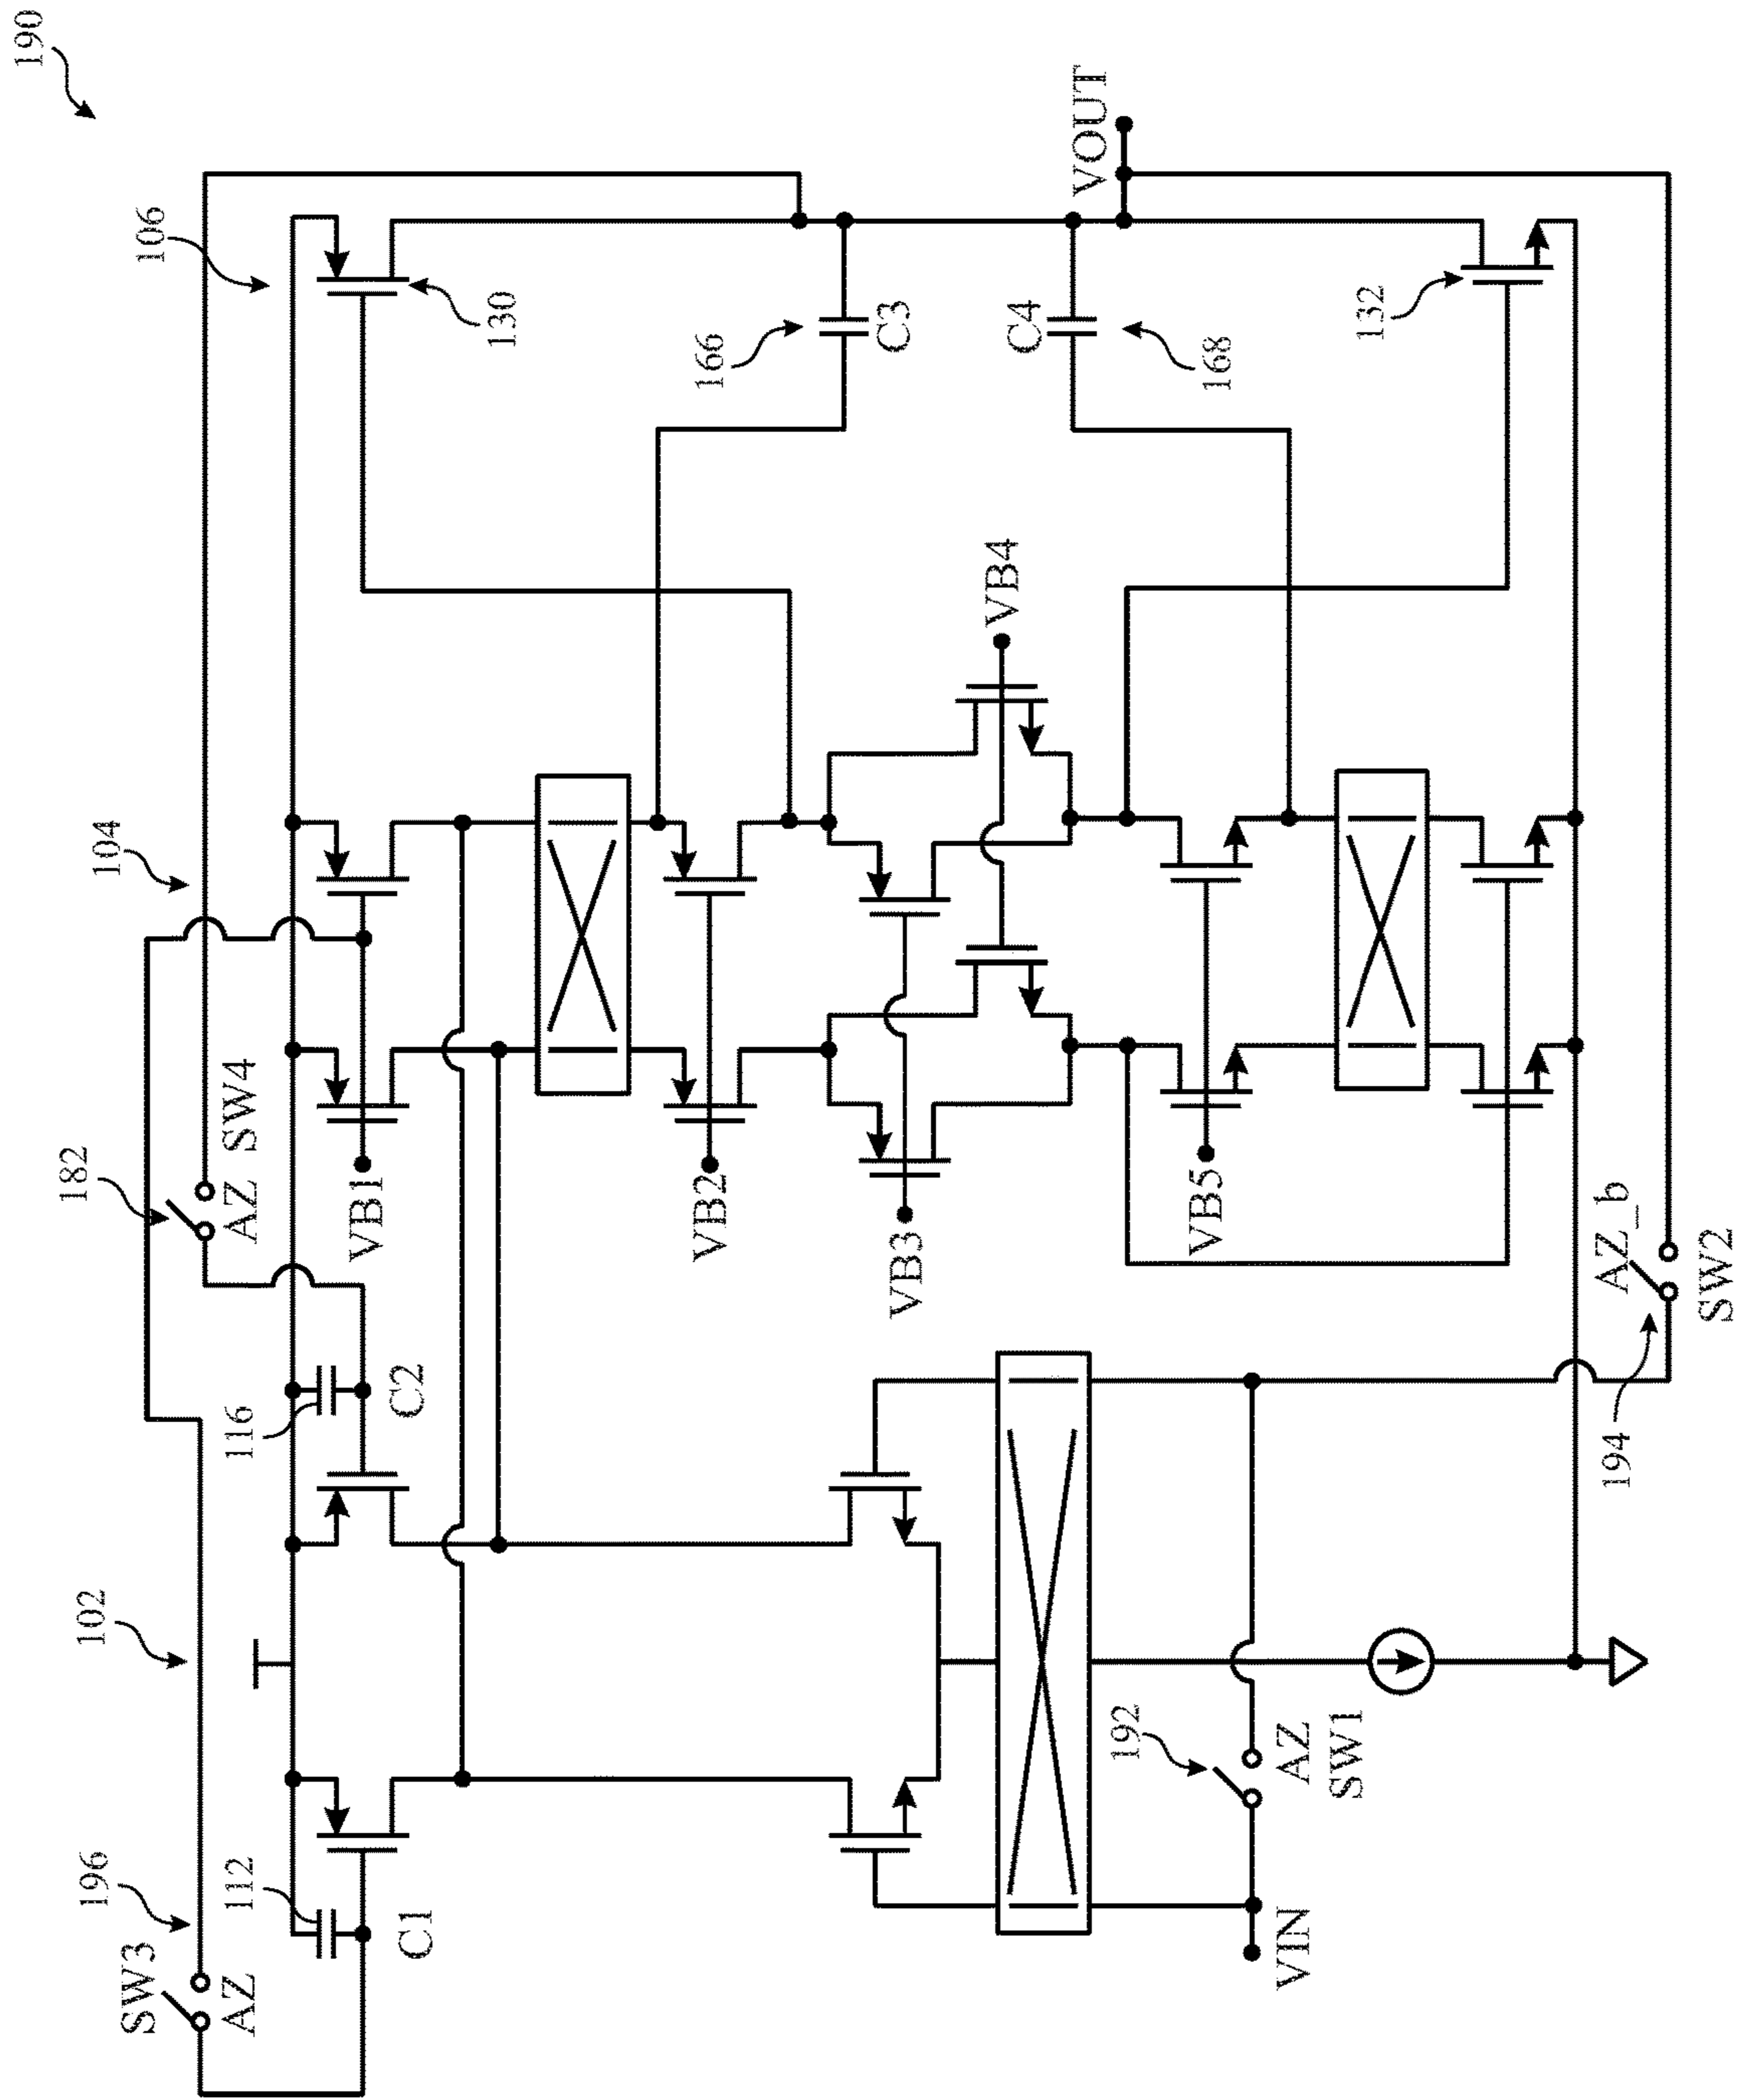 190
106
130
166
C3
C4
168
VOUT
132
104
VB4
182
AZ SW4
VB1
VB2
VB3
VB5
AZ_b
SW2
194
116
C2
102
196
SW3
AZ
112
C1
192
AZ
SW1
VIN